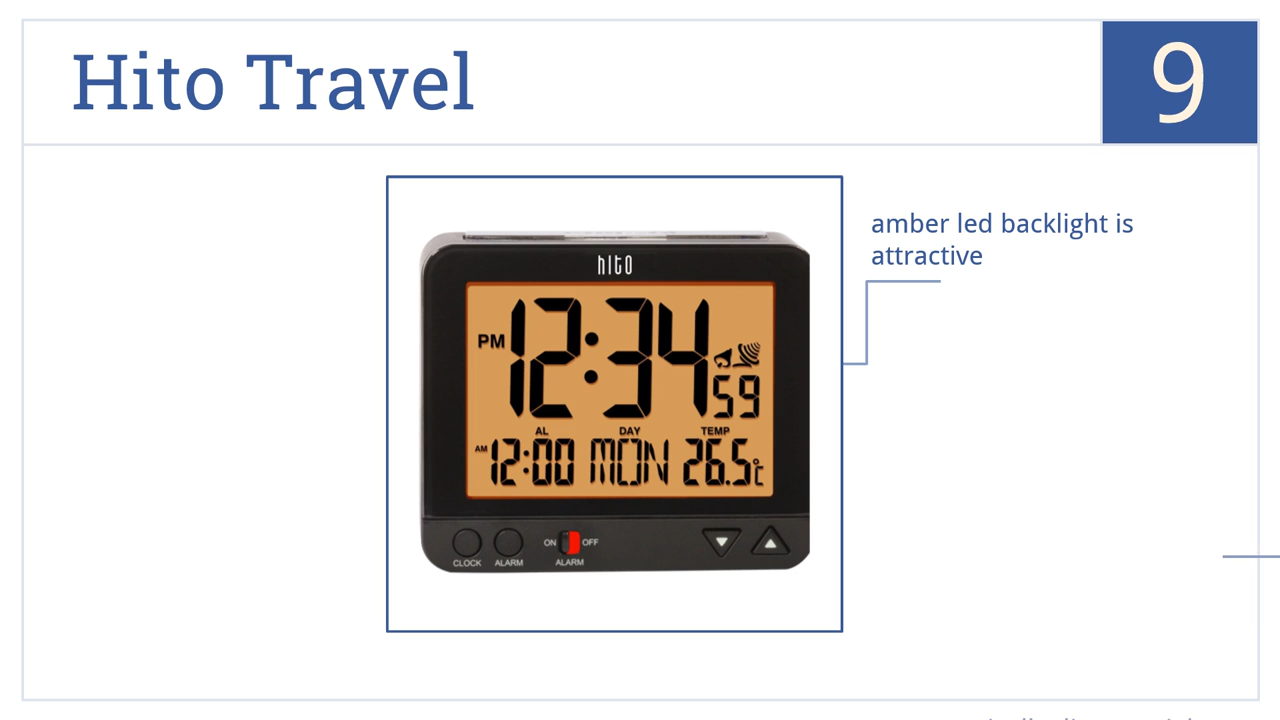 Hito Travel
9
amber led backlight is
attractive
hito
PM 12:34 59
AL DAY TEMP
AM 12:00 MON 26.5°C
ON OFF
CLOCK ALARM ALARM